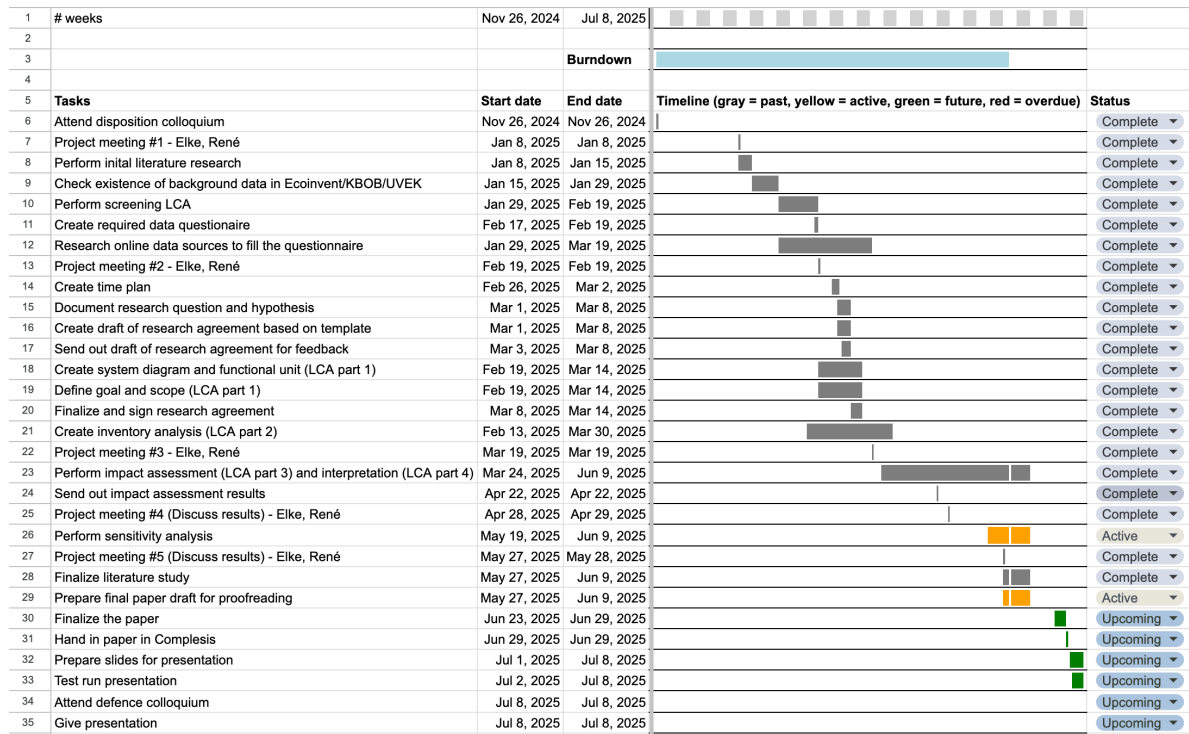 1 # weeks Nov 26, 2024 Jul 8, 2025
2
3 Burndown
4
5 Tasks Start date End date Timeline (gray = past, yellow = active, green = future, red = overdue) Status
6 Attend disposition colloquium Nov 26, 2024 Nov 26, 2024 Complete
7 Project meeting #1 - Elke, René Jan 8, 2025 Jan 8, 2025 Complete
8 Perform inital literature research Jan 8, 2025 Jan 15, 2025 Complete
9 Check existence of background data in Ecoinvent/KBOB/UVEK Jan 15, 2025 Jan 29, 2025 Complete
10 Perform screening LCA Jan 29, 2025 Feb 19, 2025 Complete
11 Create required data questionaire Feb 17, 2025 Feb 19, 2025 Complete
12 Research online data sources to fill the questionnaire Jan 29, 2025 Mar 19, 2025 Complete
13 Project meeting #2 - Elke, René Feb 19, 2025 Feb 19, 2025 Complete
14 Create time plan Feb 26, 2025 Mar 2, 2025 Complete
15 Document research question and hypothesis Mar 1, 2025 Mar 8, 2025 Complete
16 Create draft of research agreement based on template Mar 1, 2025 Mar 8, 2025 Complete
17 Send out draft of research agreement for feedback Mar 3, 2025 Mar 8, 2025 Complete
18 Create system diagram and functional unit (LCA part 1) Feb 19, 2025 Mar 14, 2025 Complete
19 Define goal and scope (LCA part 1) Feb 19, 2025 Mar 14, 2025 Complete
20 Finalize and sign research agreement Mar 8, 2025 Mar 14, 2025 Complete
21 Create inventory analysis (LCA part 2) Feb 13, 2025 Mar 30, 2025 Complete
22 Project meeting #3 - Elke, René Mar 19, 2025 Mar 19, 2025 Complete
23 Perform impact assessment (LCA part 3) and interpretation (LCA part 4) Mar 24, 2025 Jun 9, 2025 Complete
24 Send out impact assessment results Apr 22, 2025 Apr 22, 2025 Complete
25 Project meeting #4 (Discuss results) - Elke, René Apr 28, 2025 Apr 29, 2025 Complete
26 Perform sensitivity analysis May 19, 2025 Jun 9, 2025 Active
27 Project meeting #5 (Discuss results) - Elke, René May 27, 2025 May 28, 2025 Complete
28 Finalize literature study May 27, 2025 Jun 9, 2025 Complete
29 Prepare final paper draft for proofreading May 27, 2025 Jun 9, 2025 Active
30 Finalize the paper Jun 23, 2025 Jun 29, 2025 Upcoming
31 Hand in paper in Complesis Jun 29, 2025 Jun 29, 2025 Upcoming
32 Prepare slides for presentation Jul 1, 2025 Jul 8, 2025 Upcoming
33 Test run presentation Jul 2, 2025 Jul 8, 2025 Upcoming
34 Attend defence colloquium Jul 8, 2025 Jul 8, 2025 Upcoming
35 Give presentation Jul 8, 2025 Jul 8, 2025 Upcoming